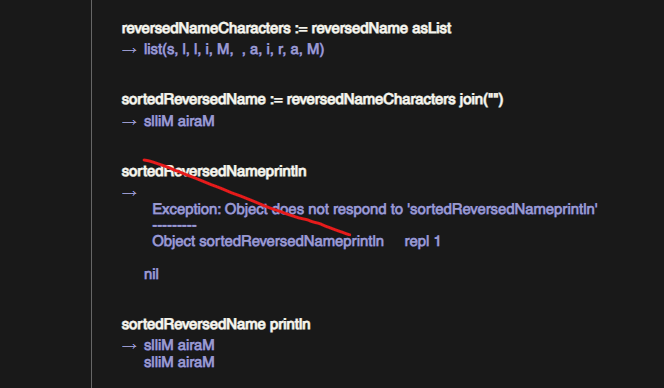 reversedNameCharacters := reversedName asList
→ list(s, l, l, i, M,  , a, i, r, a, M)
sortedReversedName := reversedNameCharacters join("")
→ slliM airaM
sortedReversedNameprintln
→
Exception: Object does not respond to 'sortedReversedNameprintln'
---------
Object sortedReversedNameprintln     repl 1
nil
sortedReversedName println
→ slliM airaM
slliM airaM